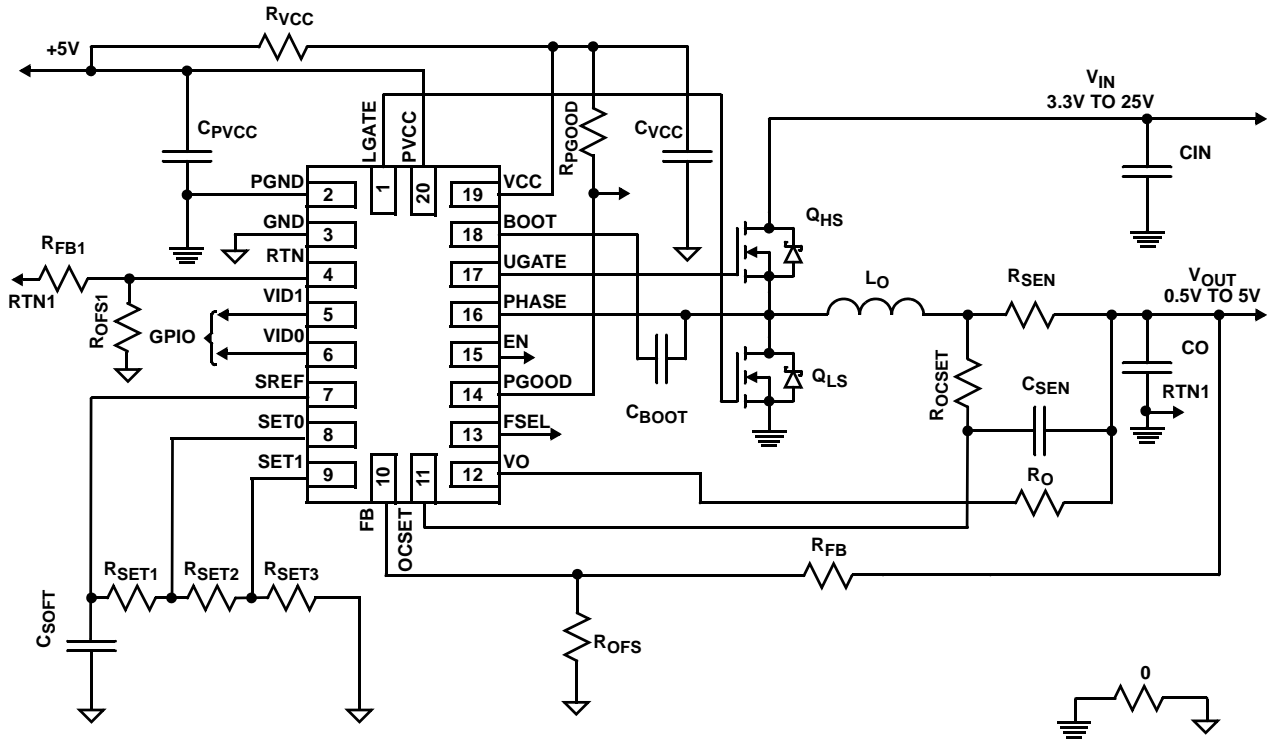 RVCC
+5V
VIN
3.3V TO 25V
LGATE
PVCC
CPVCC
RPGOOD
CVCC
CIN
PGND
2
1
20
19
VCC
GND
3
18
BOOT
QHS
RFB1
RTN
4
17
UGATE
LO
RSEN
VOUT
0.5V TO 5V
RTN1
VID1
5
16
PHASE
ROFS1
GPIO
VID0
6
15
EN
CO
SREF
7
14
PGOOD
QLS
ROCSET
CSEN
RTN1
CBOOT
SET0
8
13
FSEL
SET1
9
10
11
12
VO
RO
FB
OCSET
RFB
RSET1
RSET2
RSET3
CSOFT
ROFS
0